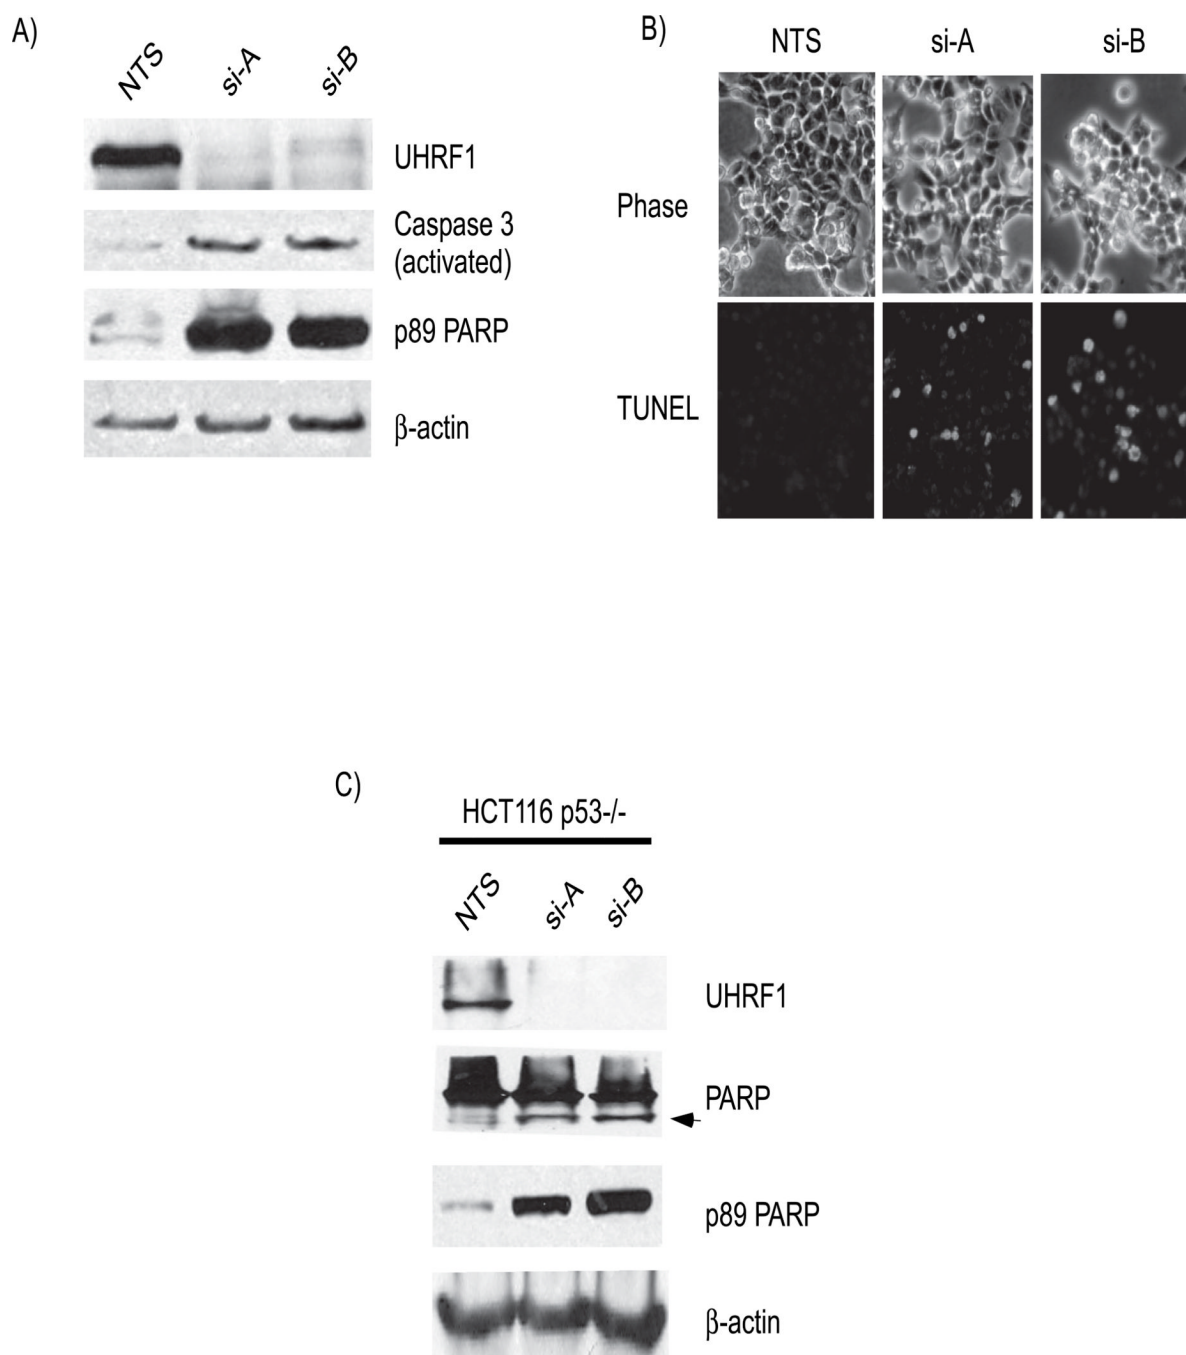 A)
NTS
si-A
si-B
UHRF1
Caspase 3
(activated)
p89 PARP
β-actin
B)
NTS
si-A
si-B
Phase
TUNEL
C)
HCT116 p53-/-
NTS
si-A
si-B
UHRF1
PARP
p89 PARP
β-actin